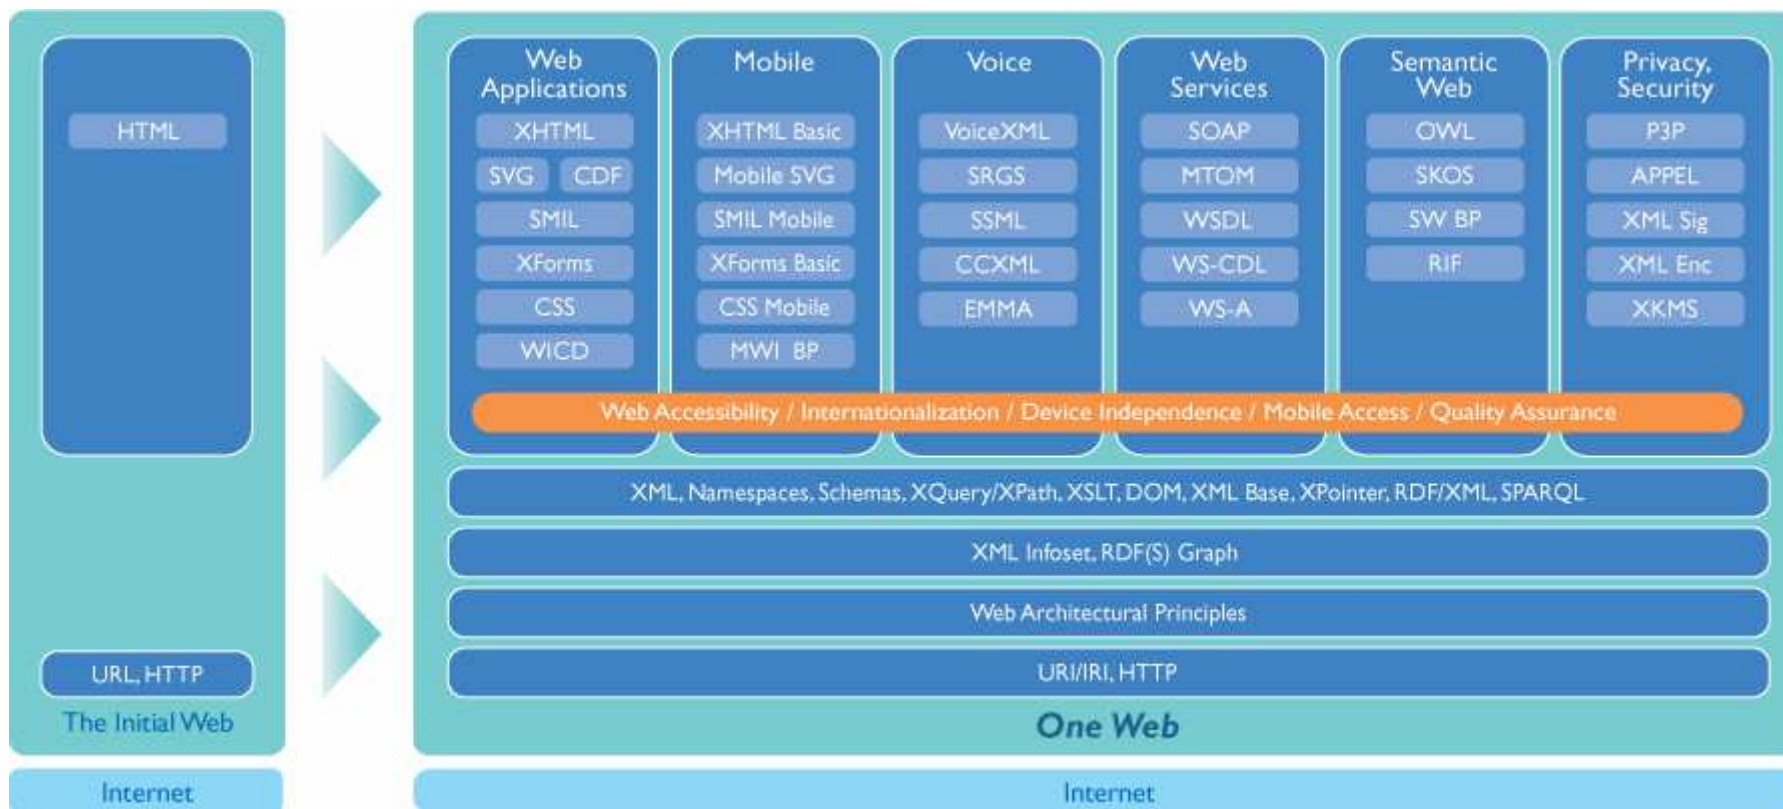 HTML
URL, HTTP
The Initial Web
Internet
Web
Applications
XHTML
SVG CDF
SMIL
XForms
CSS
WICD
Mobile
XHTML Basic
Mobile SVG
SMIL Mobile
XForms Basic
CSS Mobile
MWI BP
Voice
VoiceXML
SRGS
SSML
CCXML
EMMA
Web
Services
SOAP
MTOM
WSDL
WS-CDL
WS-A
Semantic
Web
OWL
SKOS
SW BP
RIF
Privacy,
Security
P3P
APPEL
XML Sig
XML Enc
XKMS
Web Accessibility / Internationalization / Device Independence / Mobile Access / Quality Assurance
XML, Namespaces, Schemas, XQuery/XPath, XSLT, DOM, XML Base, XPointer, RDF/XML, SPARQL
XML Infoset, RDF(S) Graph
Web Architectural Principles
URI/IRI, HTTP
One Web
Internet